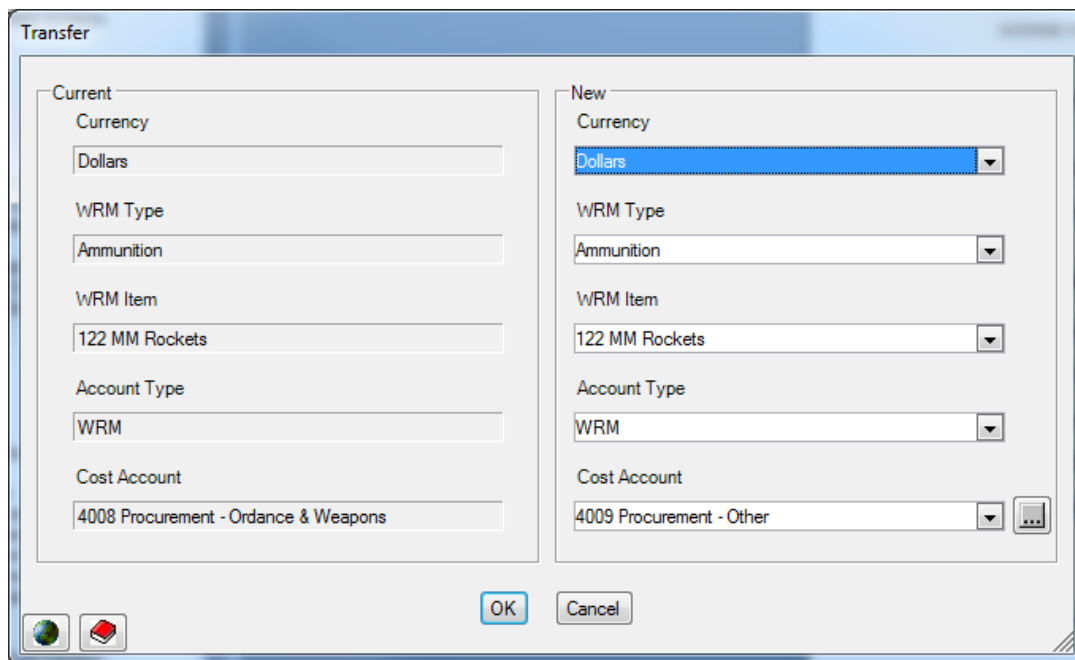 Transfer
Current
Currency
Dollars
WRM Type
Ammunition
WRM Item
122 MM Rockets
Account Type
WRM
Cost Account
4008 Procurement - Ordance & Weapons
New
Currency
Dollars
WRM Type
Ammunition
WRM Item
122 MM Rockets
Account Type
WRM
Cost Account
4009 Procurement - Other
...
OK
Cancel